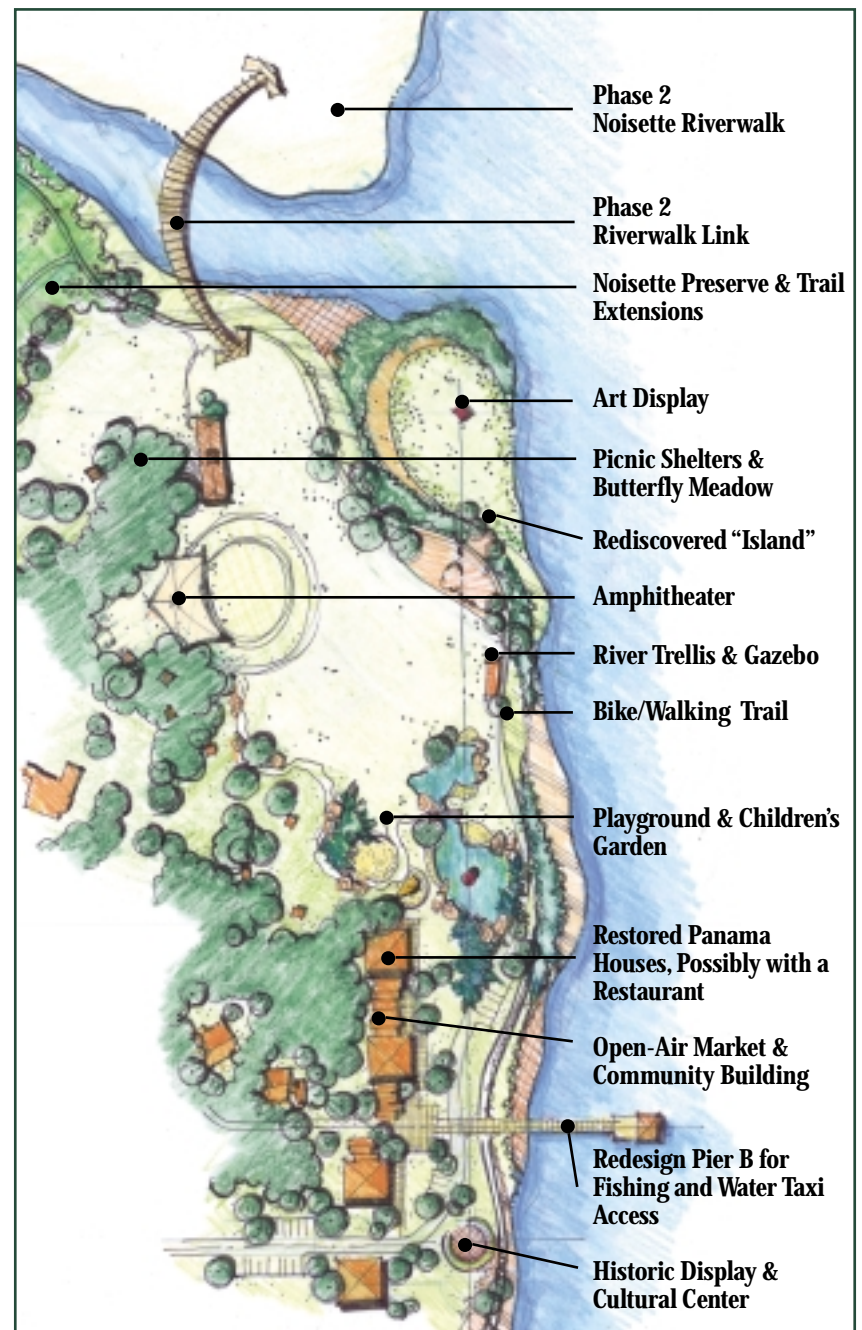 Phase 2
Noisette Riverwalk
Phase 2
Riverwalk Link
Noisette Preserve & Trail
Extensions
Art Display
Picnic Shelters &
Butterfly Meadow
Rediscovered “Island”
Amphitheater
River Trellis & Gazebo
Bike/Walking Trail
Playground & Children’s
Garden
Restored Panama
Houses, Possibly with a
Restaurant
Open-Air Market &
Community Building
Redesign Pier B for
Fishing and Water Taxi
Access
Historic Display &
Cultural Center